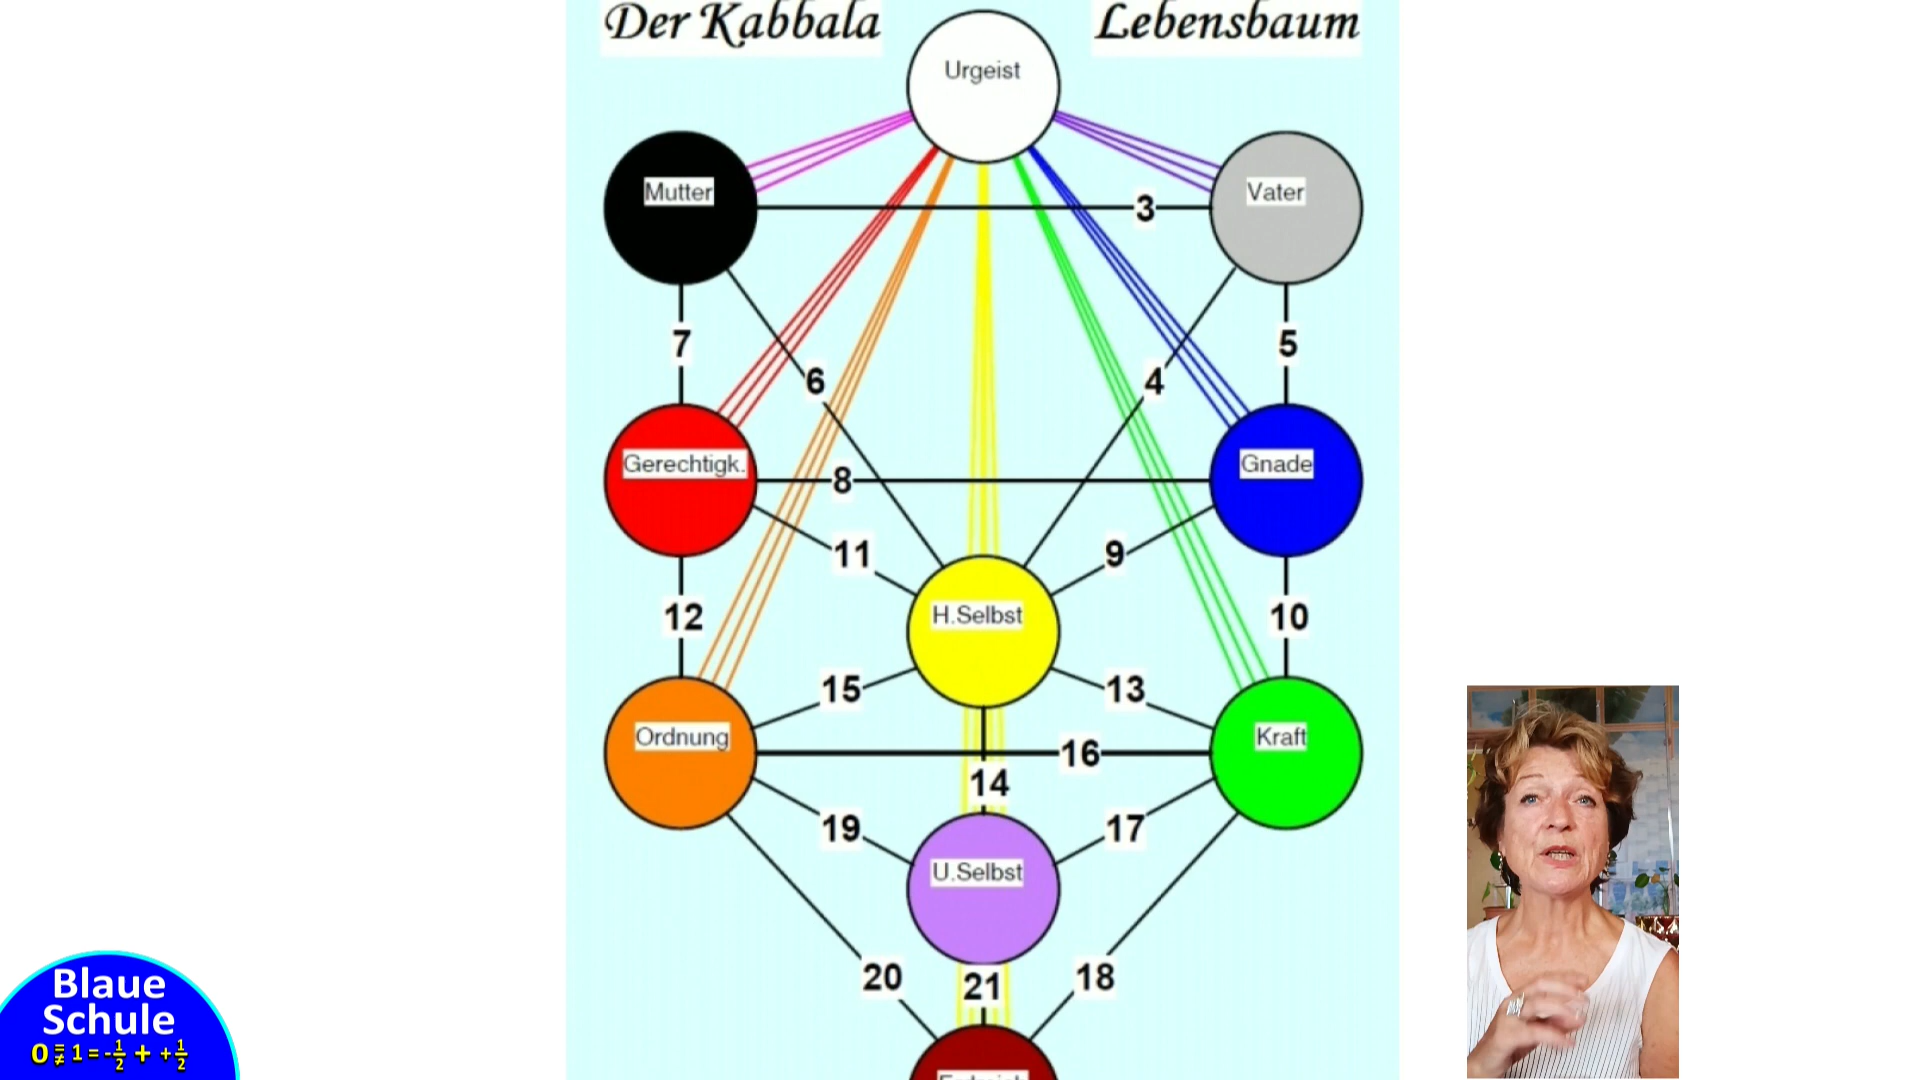 Der Kabbala
Lebensbaum
Urgeist
Mutter
Vater
3
7
5
6
4
Gerechtigk.
Gnade
8
11
9
H.Selbst
12
10
15
13
Ordnung
Kraft
16
14
19
17
U.Selbst
20
21
18
Blaue
Schule